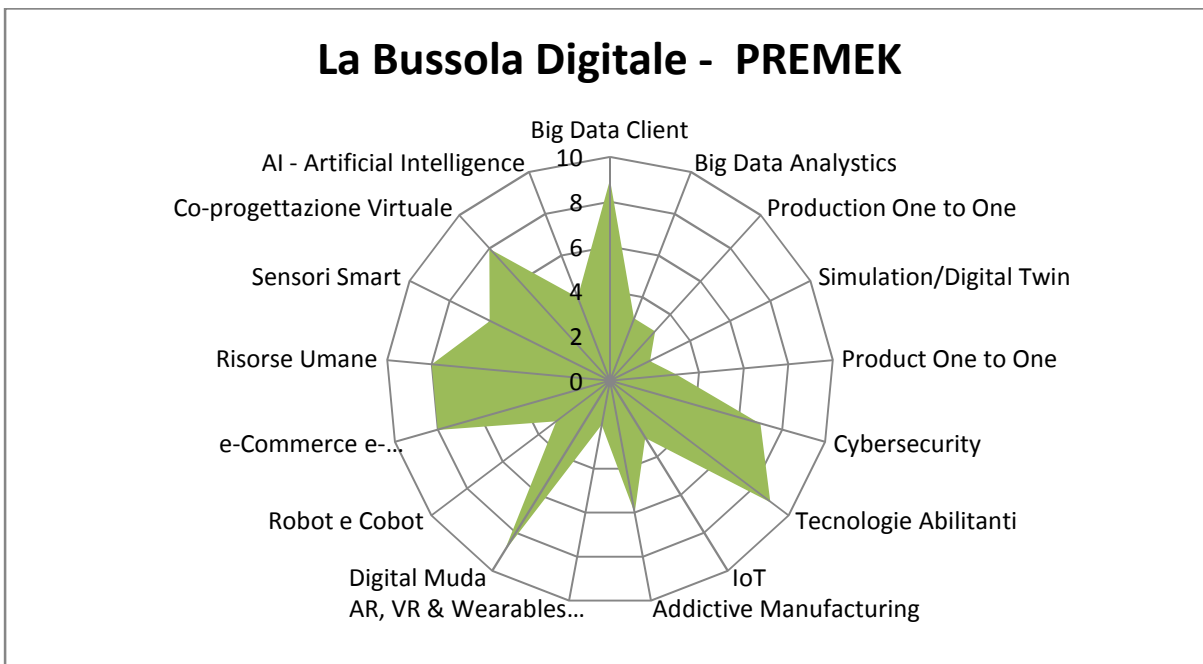 La Bussola Digitale - PREMEK
Big Data Client
Big Data Analystics
Production One to One
Simulation/Digital Twin
Product One to One
Cybersecurity
Tecnologie Abilitanti
IoT
Addictive Manufacturing
AR, VR & Wearables...
Digital Muda
Robot e Cobot
e-Commerce e-...
Risorse Umane
Sensori Smart
Co-progettazione Virtuale
AI - Artificial Intelligence
10
8
6
4
2
0